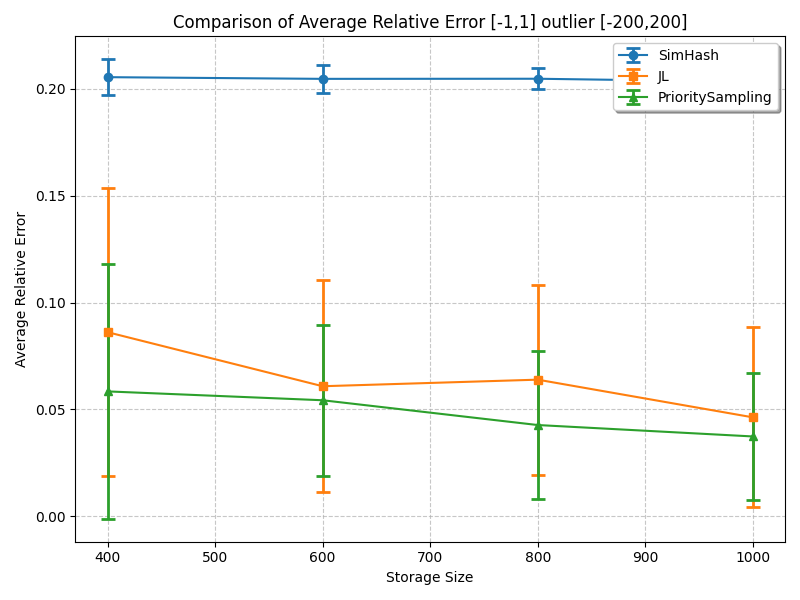 Comparison of Average Relative Error [-1,1] outlier [-200,200]
SimHash
JL
PrioritySampling
Average Relative Error
0.20
0.15
0.10
0.05
0.00
400 500 600 700 800 900 1000
Storage Size